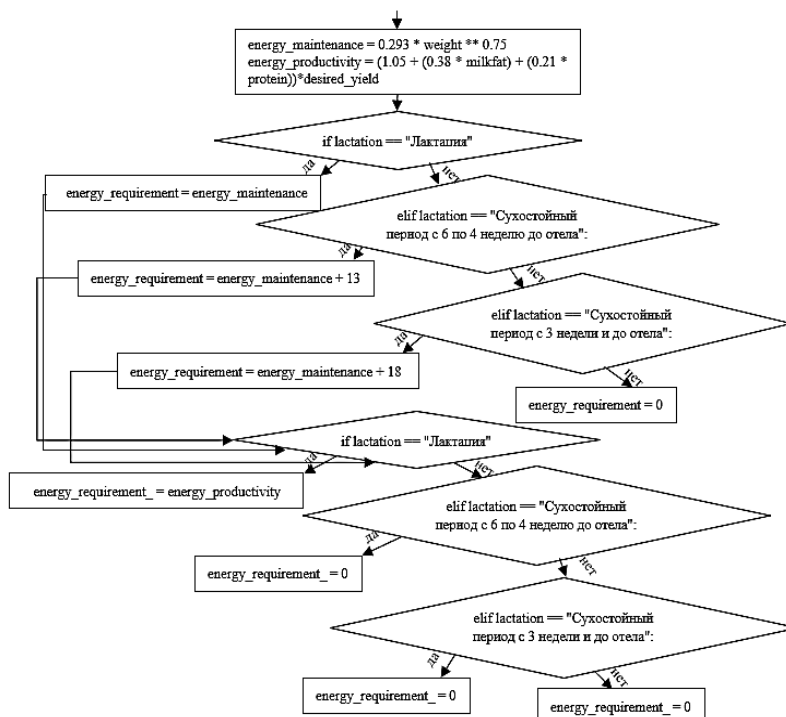 energy_maintenance = 0.293 * weight ** 0.75
energy_productivity = (1.05 + (0.38 * milkfat) + (0.21 *
protein))*desired_yield
if lactation == "Лактация"
да
нет
energy_requirement = energy_maintenance
elif lactation == "Сухостойный
период с 6 по 4 неделю до отела":
да
нет
energy_requirement = energy_maintenance + 13
elif lactation == "Сухостойный
период с 3 недели и до отела":
да
нет
energy_requirement = energy_maintenance + 18
energy_requirement = 0
if lactation == "Лактация"
да
нет
energy_requirement_ = energy_productivity
elif lactation == "Сухостойный
период с 6 по 4 неделю до отела":
да
нет
energy_requirement_ = 0
elif lactation == "Сухостойный
период с 3 недели и до отела":
да
нет
energy_requirement_ = 0
energy_requirement_ = 0